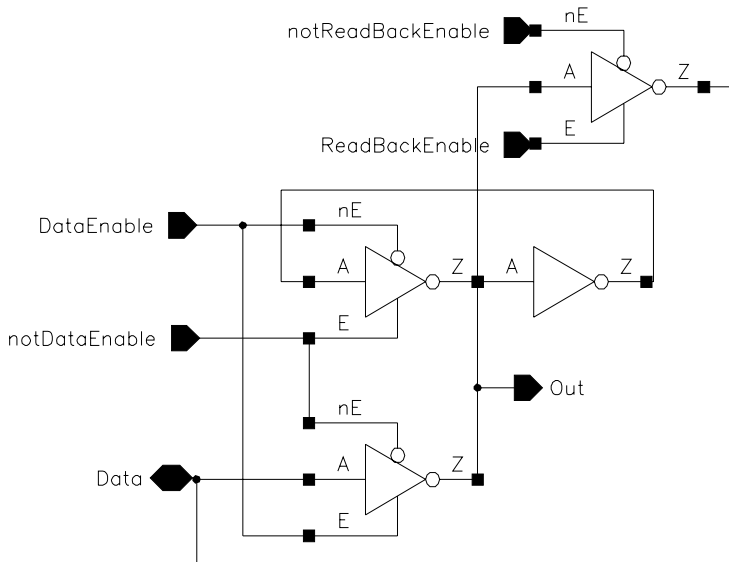 notReadBackEnable
nE
A
Z
ReadBackEnable
E
DataEnable
nE
A
Z
A
Z
notDataEnable
E
Out
nE
Data
A
Z
E